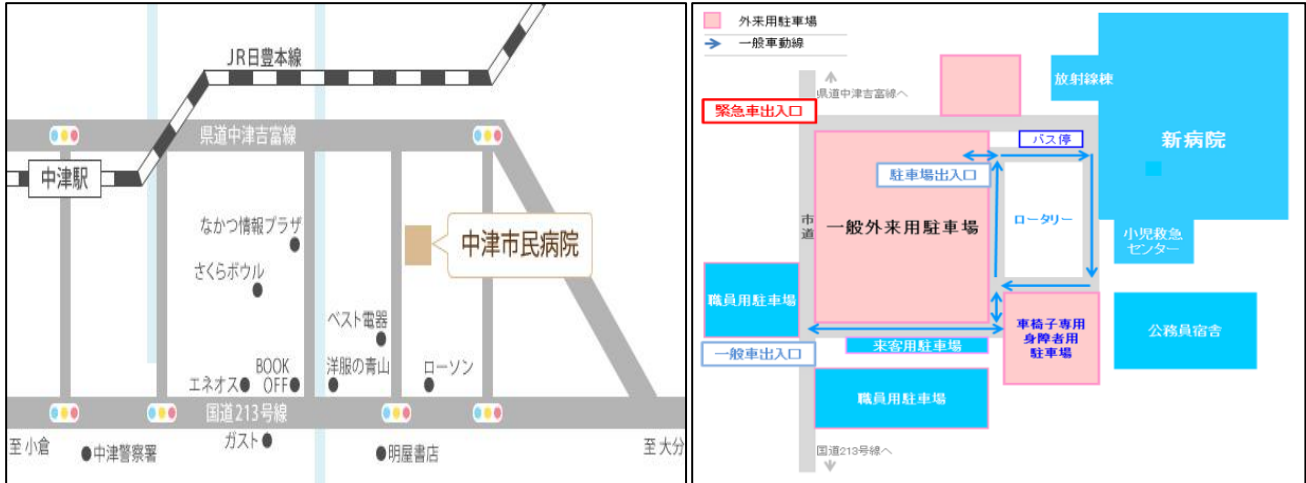 JR日豊本線
県道中津吉富線
中津駅
なかつ情報プラザ
中津市民病院
さくらボウル
ベスト電器
BOOK
OFF
エネオス
洋服の青山
ローソン
国道213号線
至 小倉
中津警察署
ガスト
明屋書店
至 大分
外来用駐車場
一般車動線
県道中津吉富線へ
緊急車出入口
放射線棟
新病院
バス停
駐車場出入口
市道
一般外来用駐車場
ロータリー
小児救急
センター
職員用駐車場
車椅子専用
身障者用
駐車場
公務員宿舎
一般車出入口
来客用駐車場
職員用駐車場
国道213号線へ